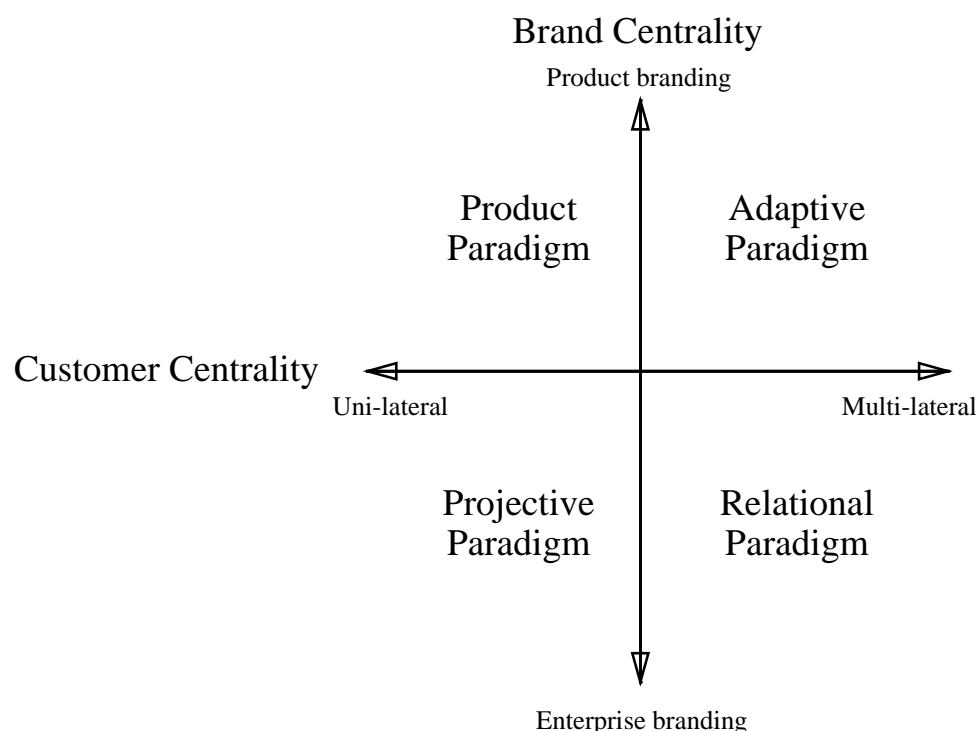 Brand Centrality
Product branding
Product
Paradigm
Adaptive
Paradigm
Customer Centrality
Uni-lateral
Multi-lateral
Projective
Paradigm
Relational
Paradigm
Enterprise branding